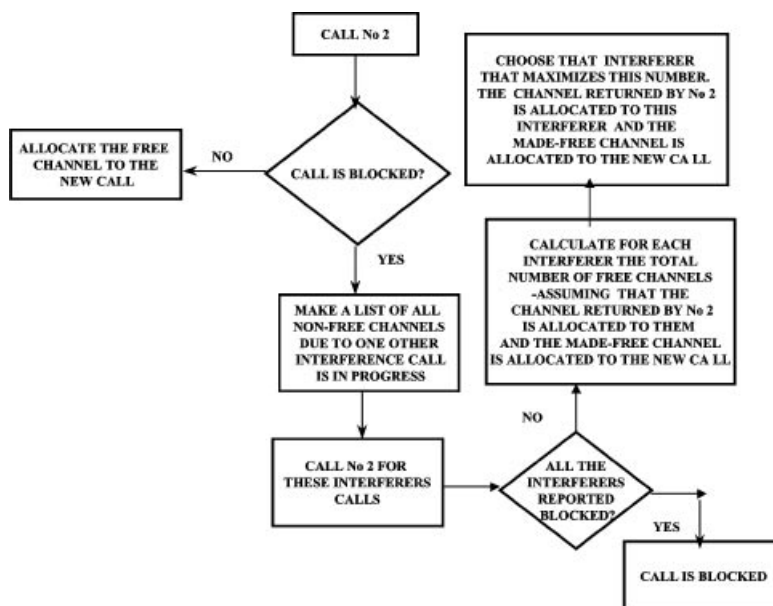 CALL No 2
CALL IS BLOCKED?
NO
ALLOCATE THE FREE
CHANNEL TO THE
NEW CALL
YES
MAKE A LIST OF ALL
NON-FREE CHANNELS
DUE TO ONE OTHER
INTERFERENCE CALL
IS IN PROGRESS
CALL No 2 FOR
THESE INTERFERERS
CALLS
ALL THE
INTERFERERS
REPORTED
BLOCKED?
YES
CALL IS BLOCKED
NO
CALCULATE FOR EACH
INTERFERER THE TOTAL
NUMBER OF FREE CHANNELS
-ASSUMING THAT THE
CHANNEL RETURNED BY No 2
IS ALLOCATED TO THEM
AND THE MADE-FREE CHANNEL
IS ALLOCATED TO THE NEW CA LL
CHOOSE THAT INTERFERER
THAT MAXIMIZES THIS NUMBER.
THE CHANNEL RETURNED BY No 2
IS ALLOCATED TO THIS
INTERFERER AND THE
MADE-FREE CHANNEL IS
ALLOCATED TO THE NEW CA LL